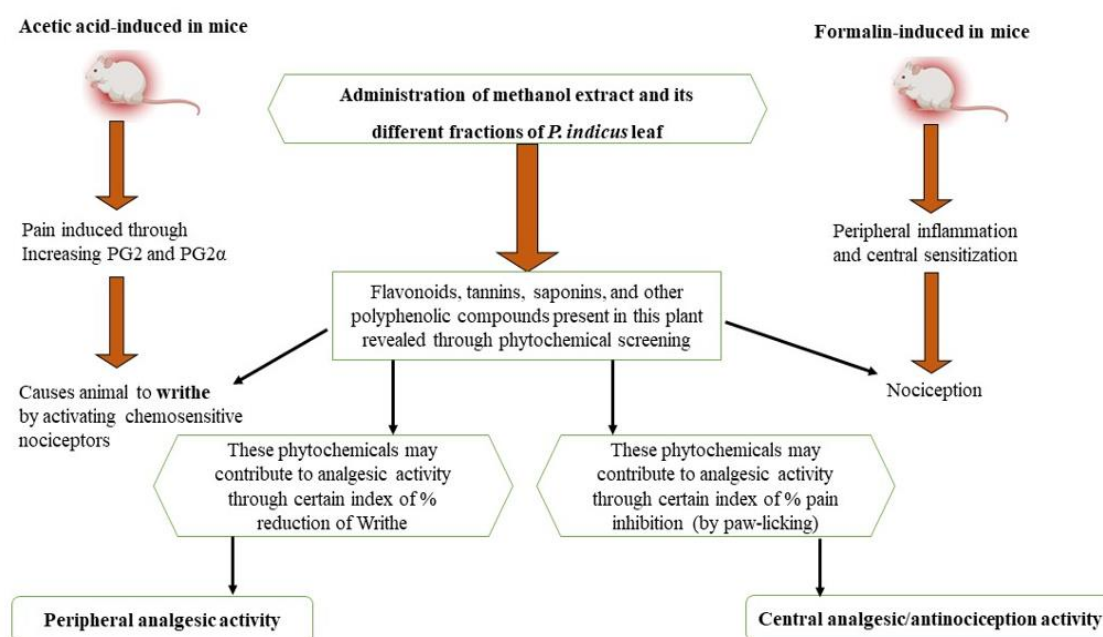 Acetic acid-induced in mice
Formalin-induced in mice
Administration of methanol extract and its
different fractions of P. indicus leaf
Pain induced through
Increasing PG2 and PG2α
Peripheral inflammation
and central sensitization
Flavonoids, tannins, saponins, and other
polyphenolic compounds present in this plant
revealed through phytochemical screening
Causes animal to writhe
by activating chemosensitive
nociceptors
Nociception
These phytochemicals may
contribute to analgesic activity
through certain index of %
reduction of Writhe
These phytochemicals may
contribute to analgesic activity
through certain index of % pain
inhibition (by paw-licking)
Peripheral analgesic activity
Central analgesic/antinociception activity